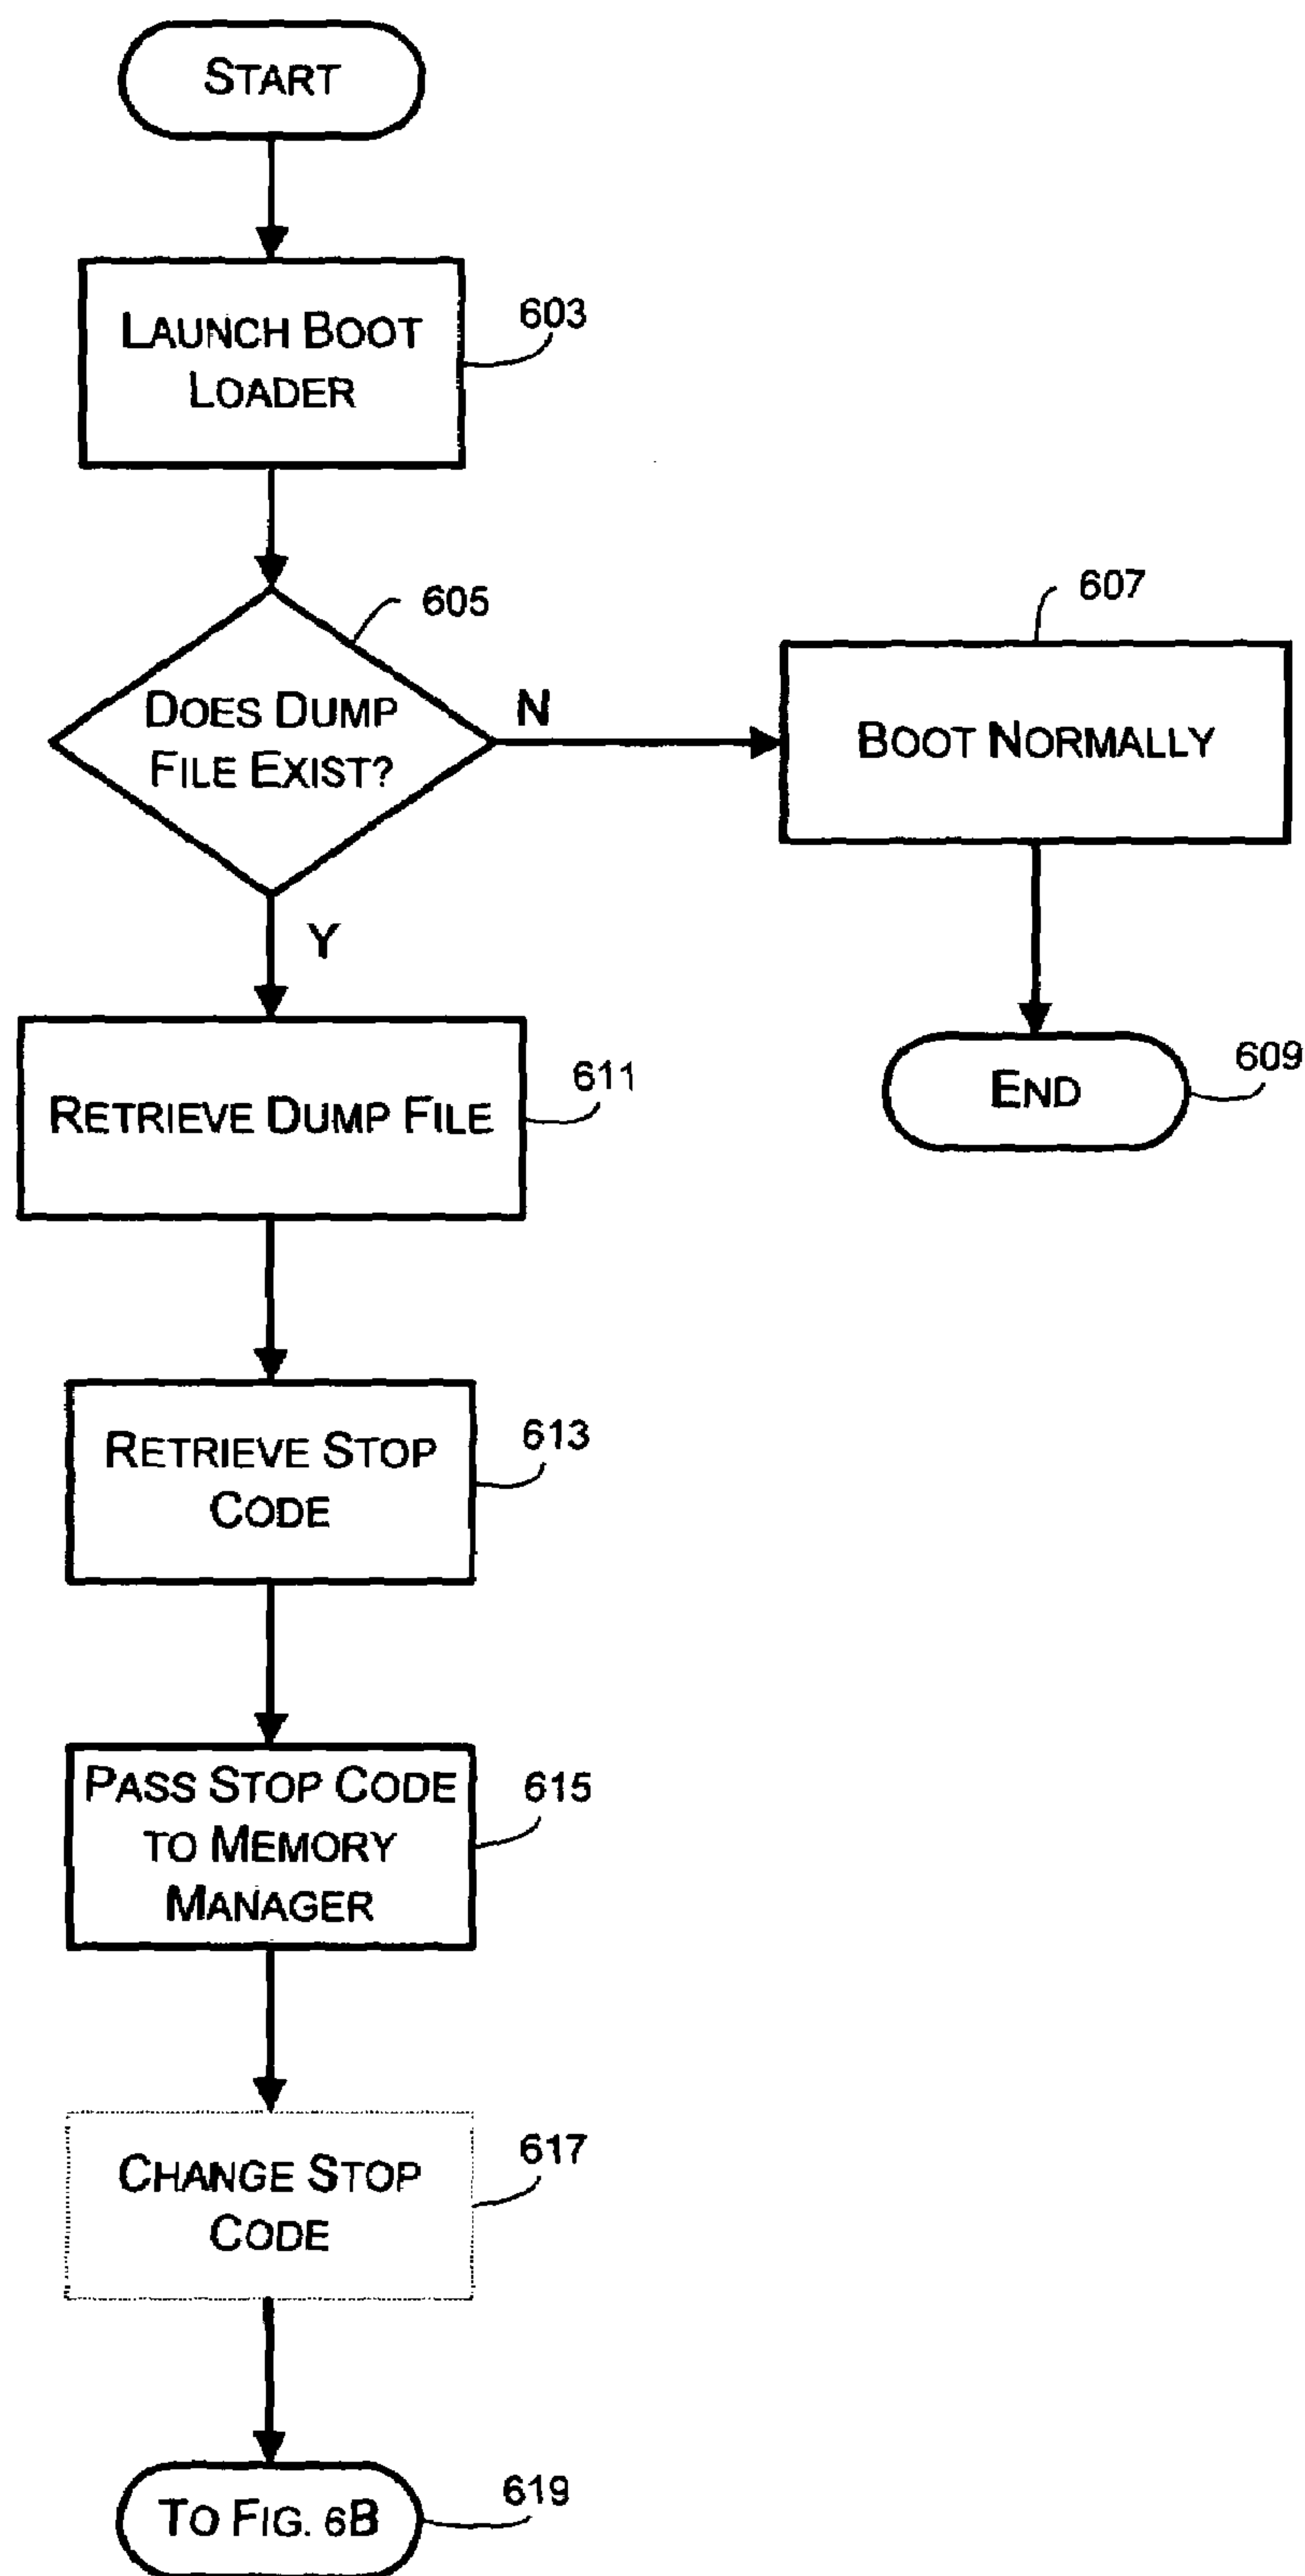 START
LAUNCH BOOT
LOADER
603
605
DOES DUMP
FILE EXIST?
N
607
BOOT NORMALLY
Y
609
END
611
RETRIEVE DUMP FILE
613
RETRIEVE STOP
CODE
615
PASS STOP CODE
TO MEMORY
MANAGER
617
CHANGE STOP
CODE
619
TO FIG. 6B